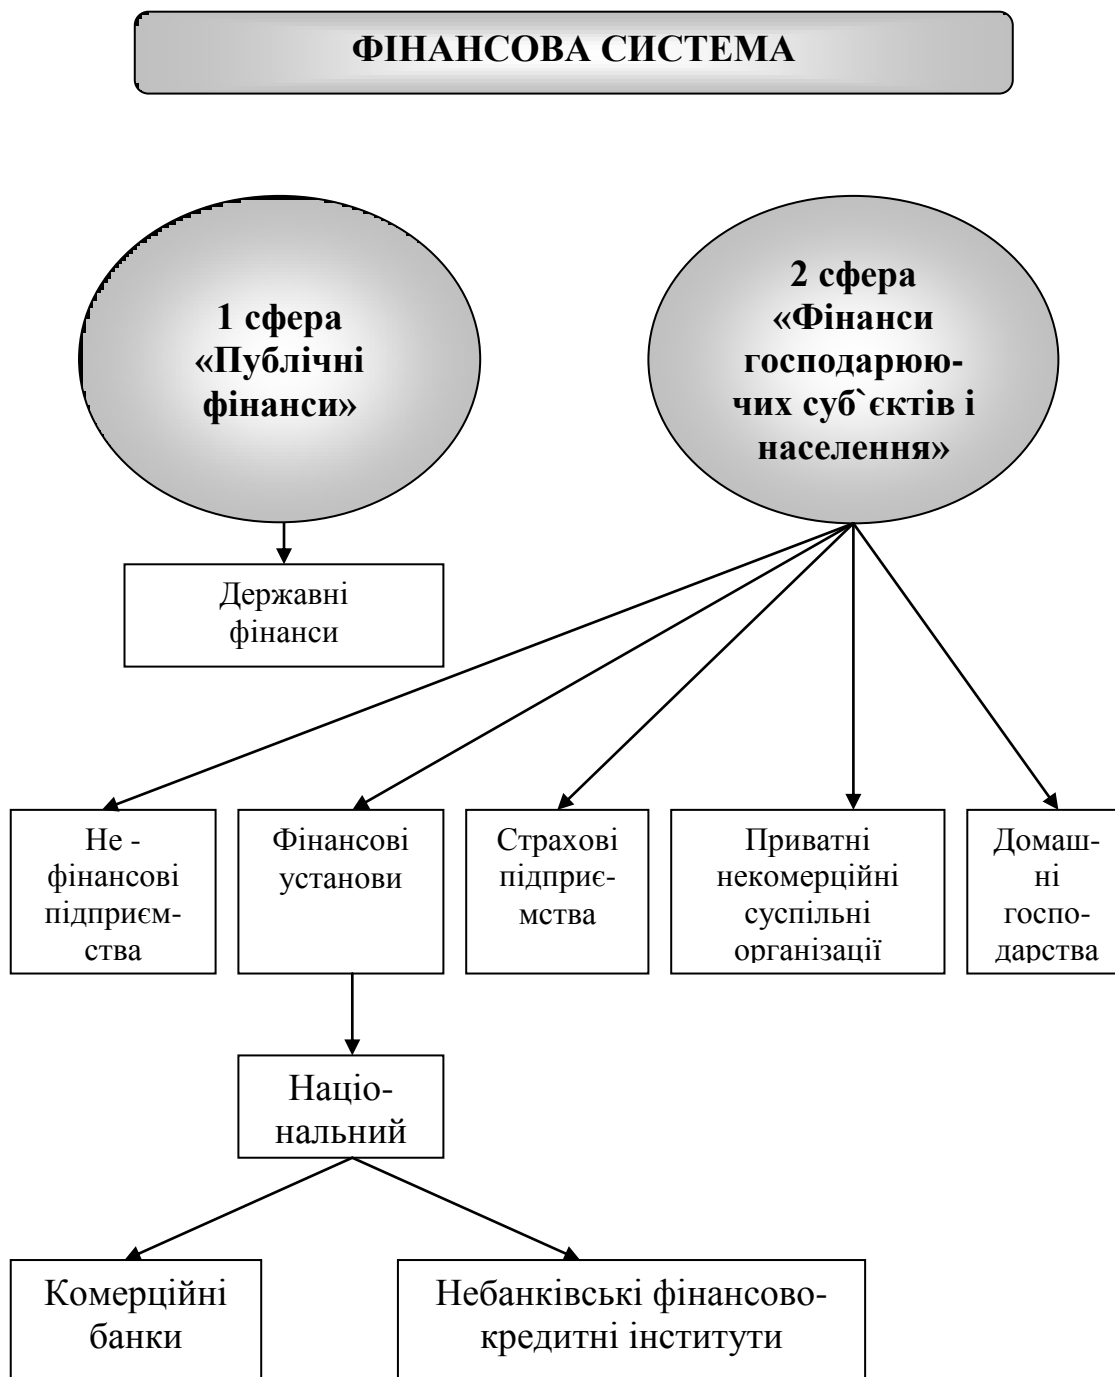 ФІНАНСОВА СИСТЕМА
1 сфера
«Публічні
фінанси»
2 сфера
«Фінанси
господарюю-
чих суб`єктів і
населення»
Державні
фінанси
Не -
фінансові
підприєм-
ства
Фінансові
установи
Страхові
підприє-
мства
Приватні
некомерційні
суспільні
організації
Домаш-
ні
госпо-
дарства
Націо-
нальний
Комерційні
банки
Небанківські фінансово-
кредитні інститути